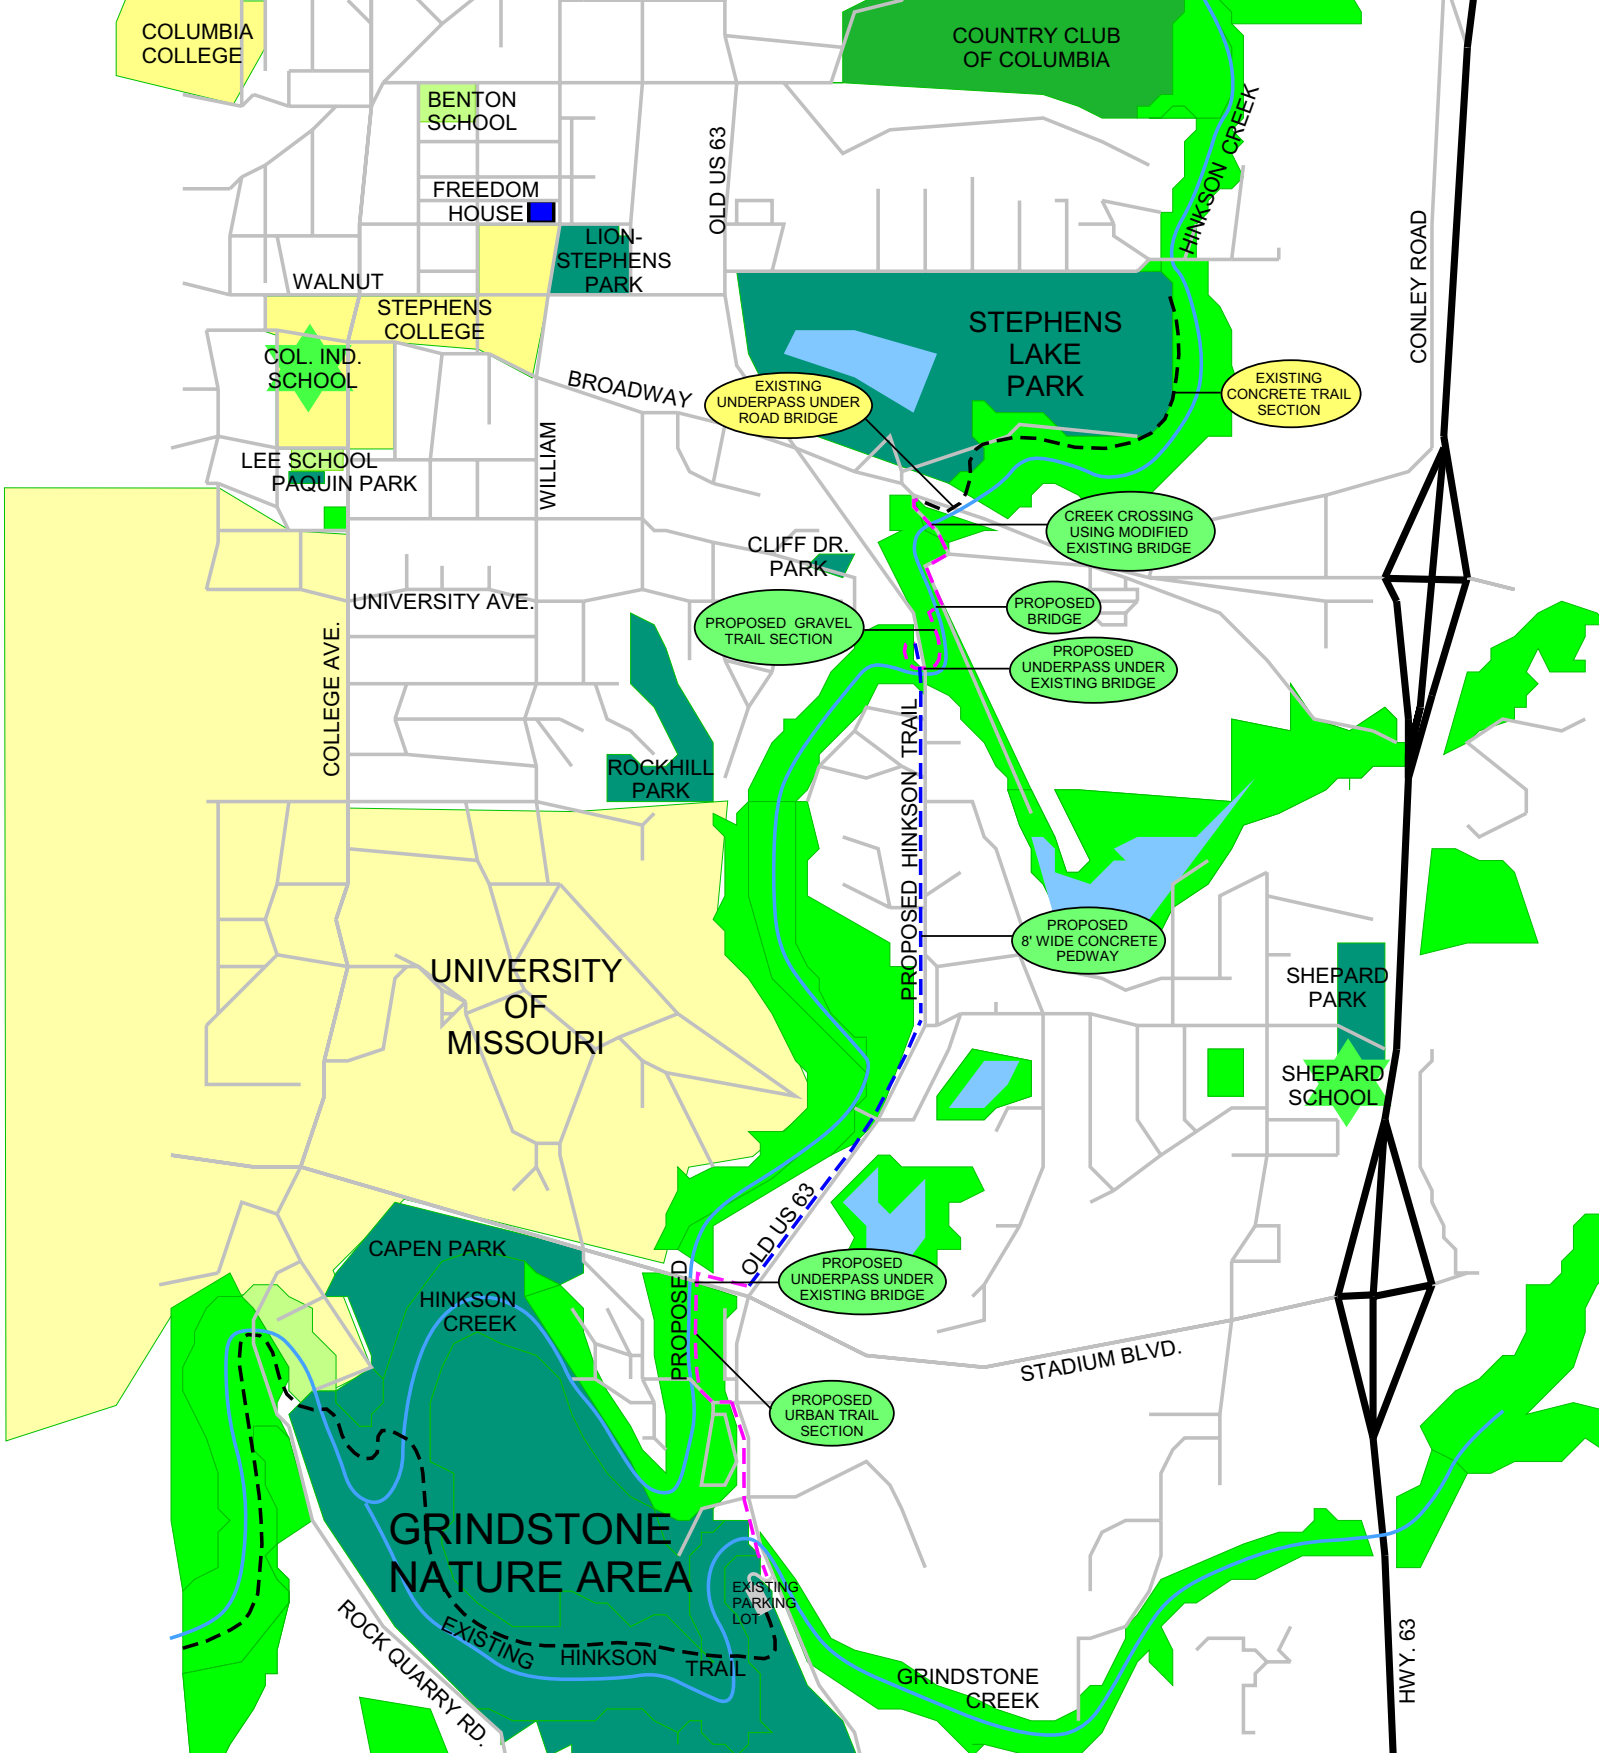 COLUMBIA
COLLEGE
COUNTRY CLUB
OF COLUMBIA
BENTON
SCHOOL
HINKSON CREEK
OLD US 63
FREEDOM
HOUSE
LION-
STEPHENS
PARK
WALNUT
STEPHENS
COLLEGE
CONLEY ROAD
STEPHENS
LAKE
PARK
COL. IND.
SCHOOL
BROADWAY
EXISTING
UNDERPASS UNDER
ROAD BRIDGE
EXISTING
CONCRETE TRAIL
SECTION
LEE SCHOOL
PAQUIN PARK
WILLIAM
CREEK CROSSING
USING MODIFIED
EXISTING BRIDGE
CLIFF DR.
PARK
UNIVERSITY AVE.
PROPOSED
BRIDGE
PROPOSED GRAVEL
TRAIL SECTION
PROPOSED
UNDERPASS UNDER
EXISTING BRIDGE
COLLEGE AVE.
ROCKHILL
PARK
PROPOSED HINKSON TRAIL
PROPOSED
8' WIDE CONCRETE
PEDWAY
UNIVERSITY
OF
MISSOURI
SHEPARD
PARK
SHEPARD
SCHOOL
OLD US 63
CAPEN PARK
PROPOSED
UNDERPASS UNDER
EXISTING BRIDGE
HINKSON
CREEK
PROPOSED
STADIUM BLVD.
PROPOSED
URBAN TRAIL
SECTION
GRINDSTONE
NATURE AREA
EXISTING
PARKING
LOT
ROCK QUARRY RD.
EXISTING HINKSON TRAIL
GRINDSTONE
CREEK
HWY. 63